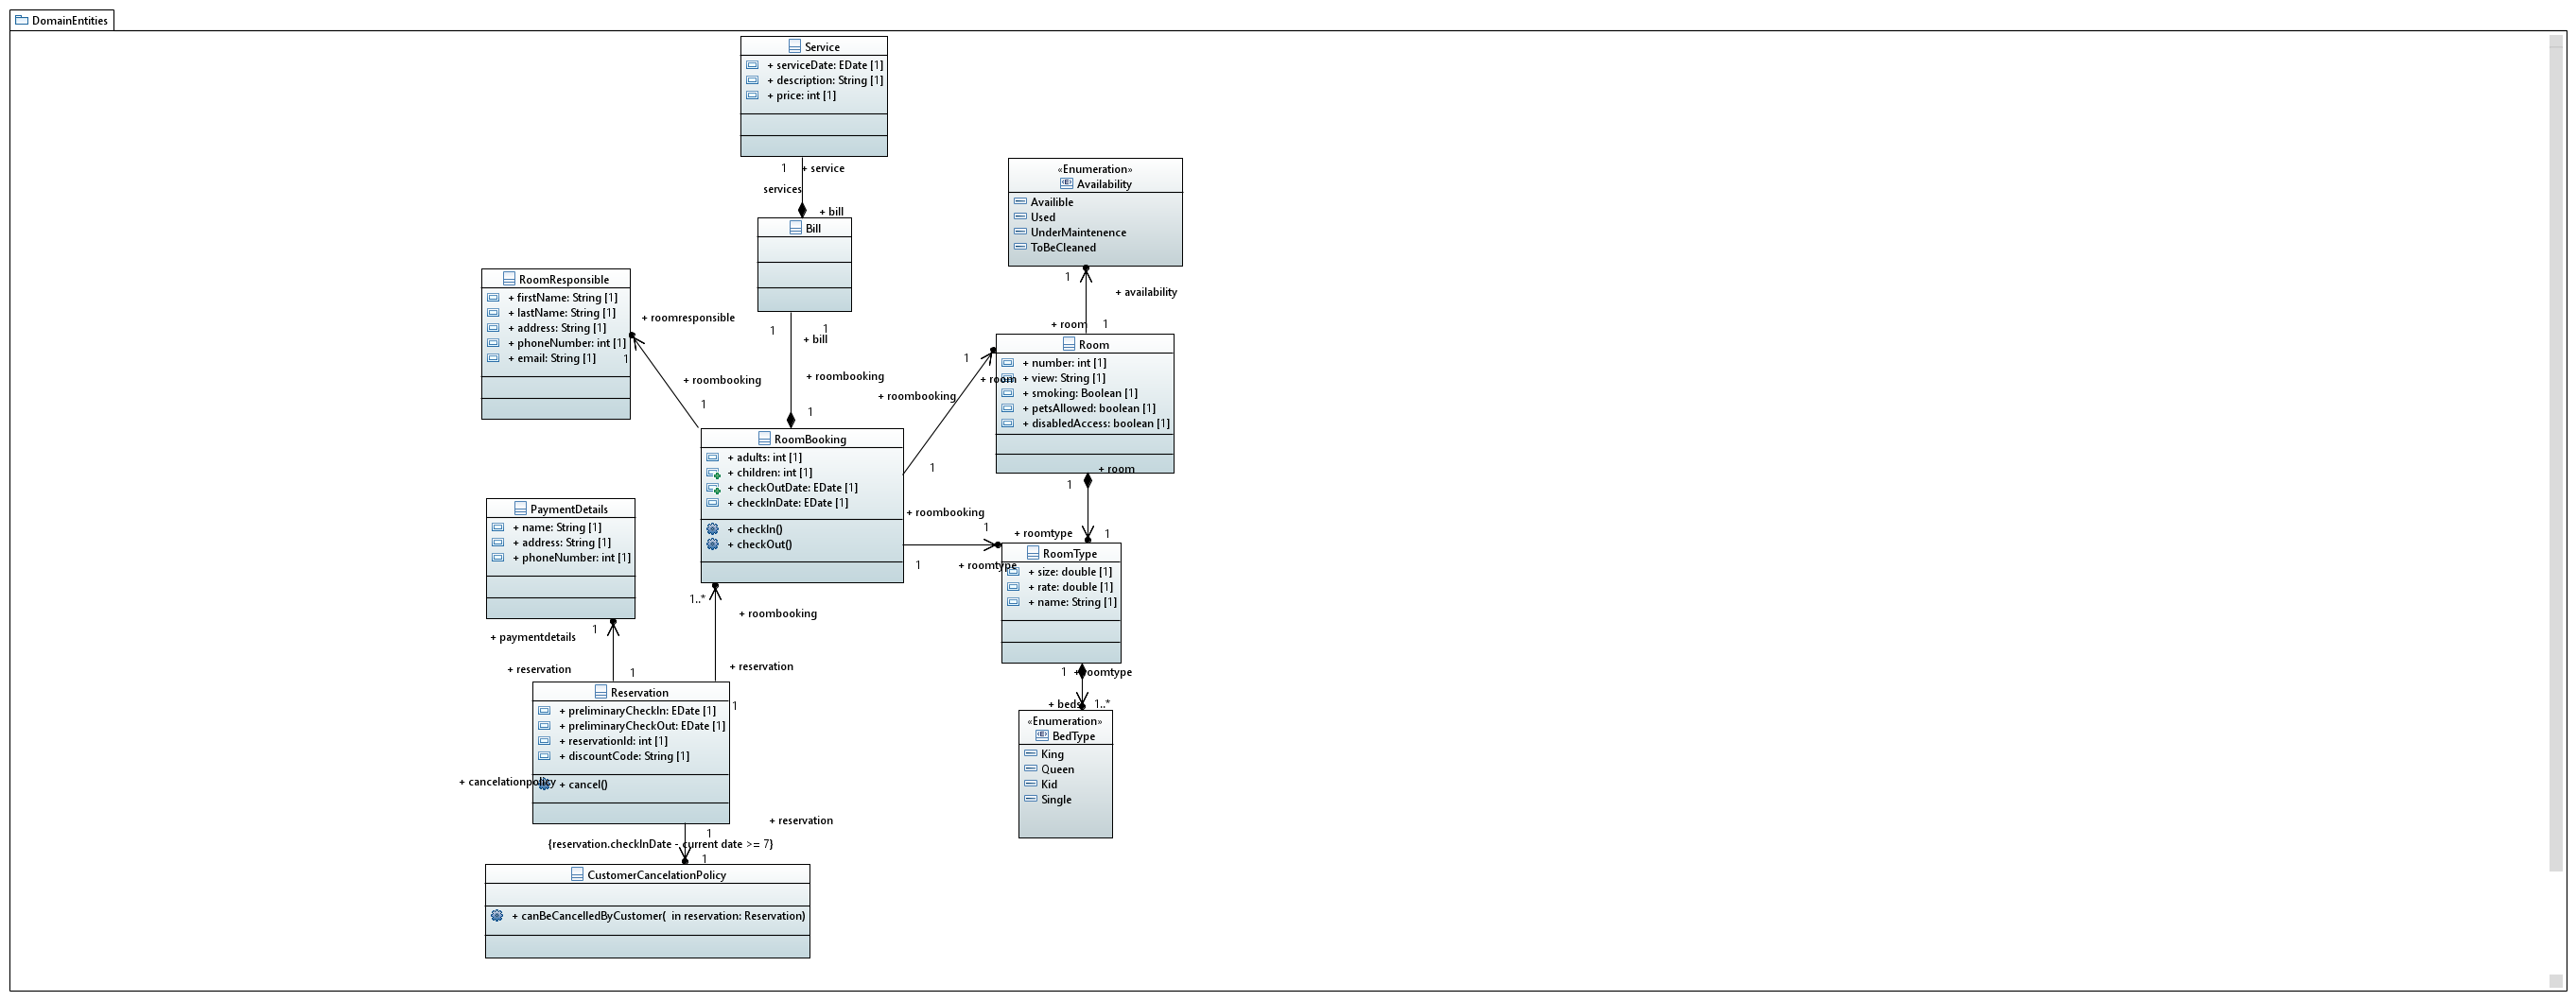 DomainEntities
Service
+ serviceDate: EDate [1]
+ description: String [1]
+ price: int [1]
1
+ service
services
+ bill
Bill
1
1
+ bill
+ roombooking
1
«Enumeration»
Availability
Availible
Used
UnderMaintenence
ToBeCleaned
1
+ availability
+ room
1
RoomResponsible
+ firstName: String [1]
+ lastName: String [1]
+ address: String [1]
+ phoneNumber: int [1]
+ email: String [1]
1
+ roomresponsible
+ roombooking
1
Room
+ number: int [1]
+ view: String [1]
+ smoking: Boolean [1]
+ petsAllowed: boolean [1]
+ disabledAccess: boolean [1]
1
+ room
+ roombooking
1
RoomBooking
+ adults: int [1]
+ children: int [1]
+ checkOutDate: EDate [1]
+ checkInDate: EDate [1]
+ checkIn()
+ checkOut()
+ room
1
+ roomtype
1
+ roombooking
1
1
+ roomtype
RoomType
+ size: double [1]
+ rate: double [1]
+ name: String [1]
PaymentDetails
+ name: String [1]
+ address: String [1]
+ phoneNumber: int [1]
1
+ paymentdetails
+ reservation
1
1..*
+ roombooking
+ reservation
1
1
+ roomtype
+ beds
1..*
«Enumeration»
BedType
King
Queen
Kid
Single
Reservation
+ preliminaryCheckIn: EDate [1]
+ preliminaryCheckOut: EDate [1]
+ reservationId: int [1]
+ discountCode: String [1]
+ cancel()
+ cancelationpolicy
+ reservation
1
{reservation.checkInDate - current date >= 7}
1
CustomerCancelationPolicy
+ canBeCancelledByCustomer( in reservation: Reservation)